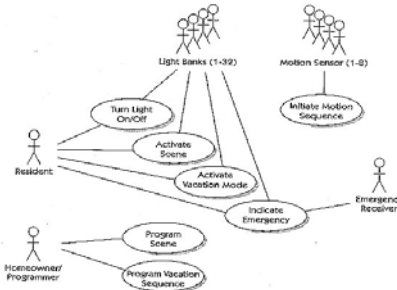 Light Banks (1-32)
Motion Sensor (1-8)
Turn Light
On/Off
Initiate Motion
Sequence
Activate
Scene
Resident
Activate
Vacation Mode
Indicate
Emergency
Emergency
Receiver
Program
Scene
Homeowner/
Programmer
Program Vacation
Sequence